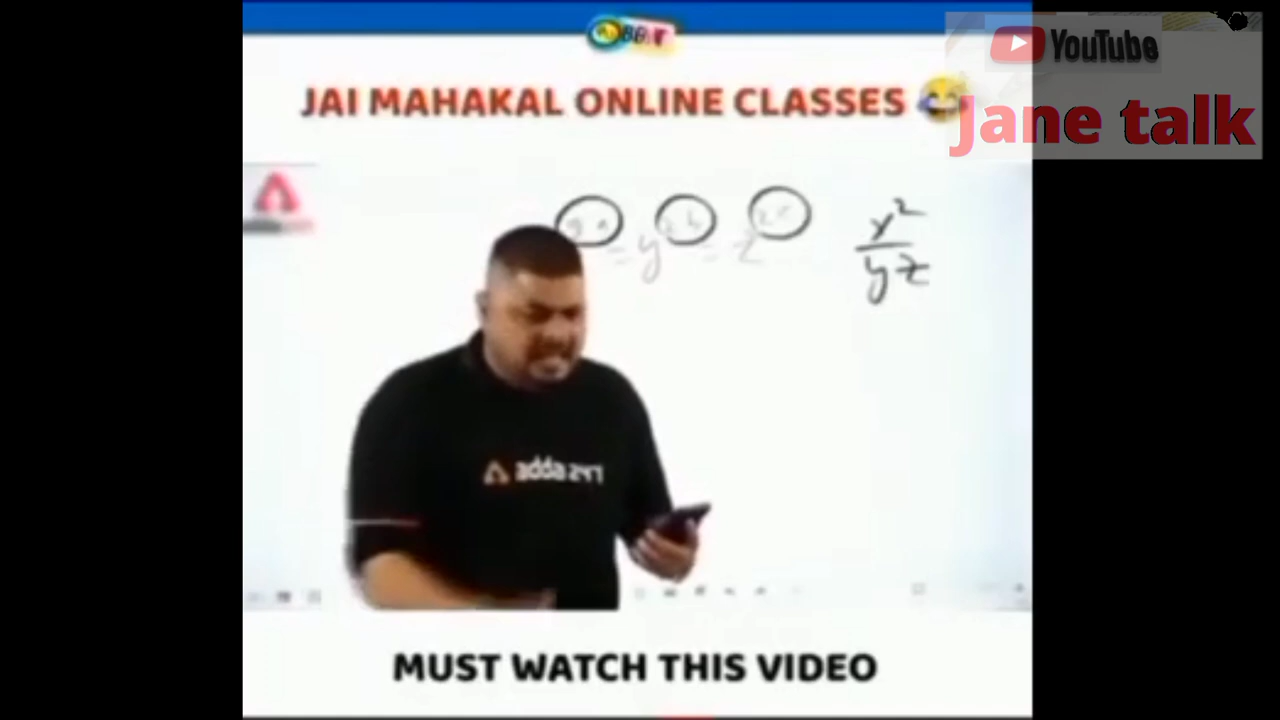 YouTube
JAI MAHAKAL ONLINE CLASSES 😂
Jane talk
= y = z
x²
yz
adda247
MUST WATCH THIS VIDEO